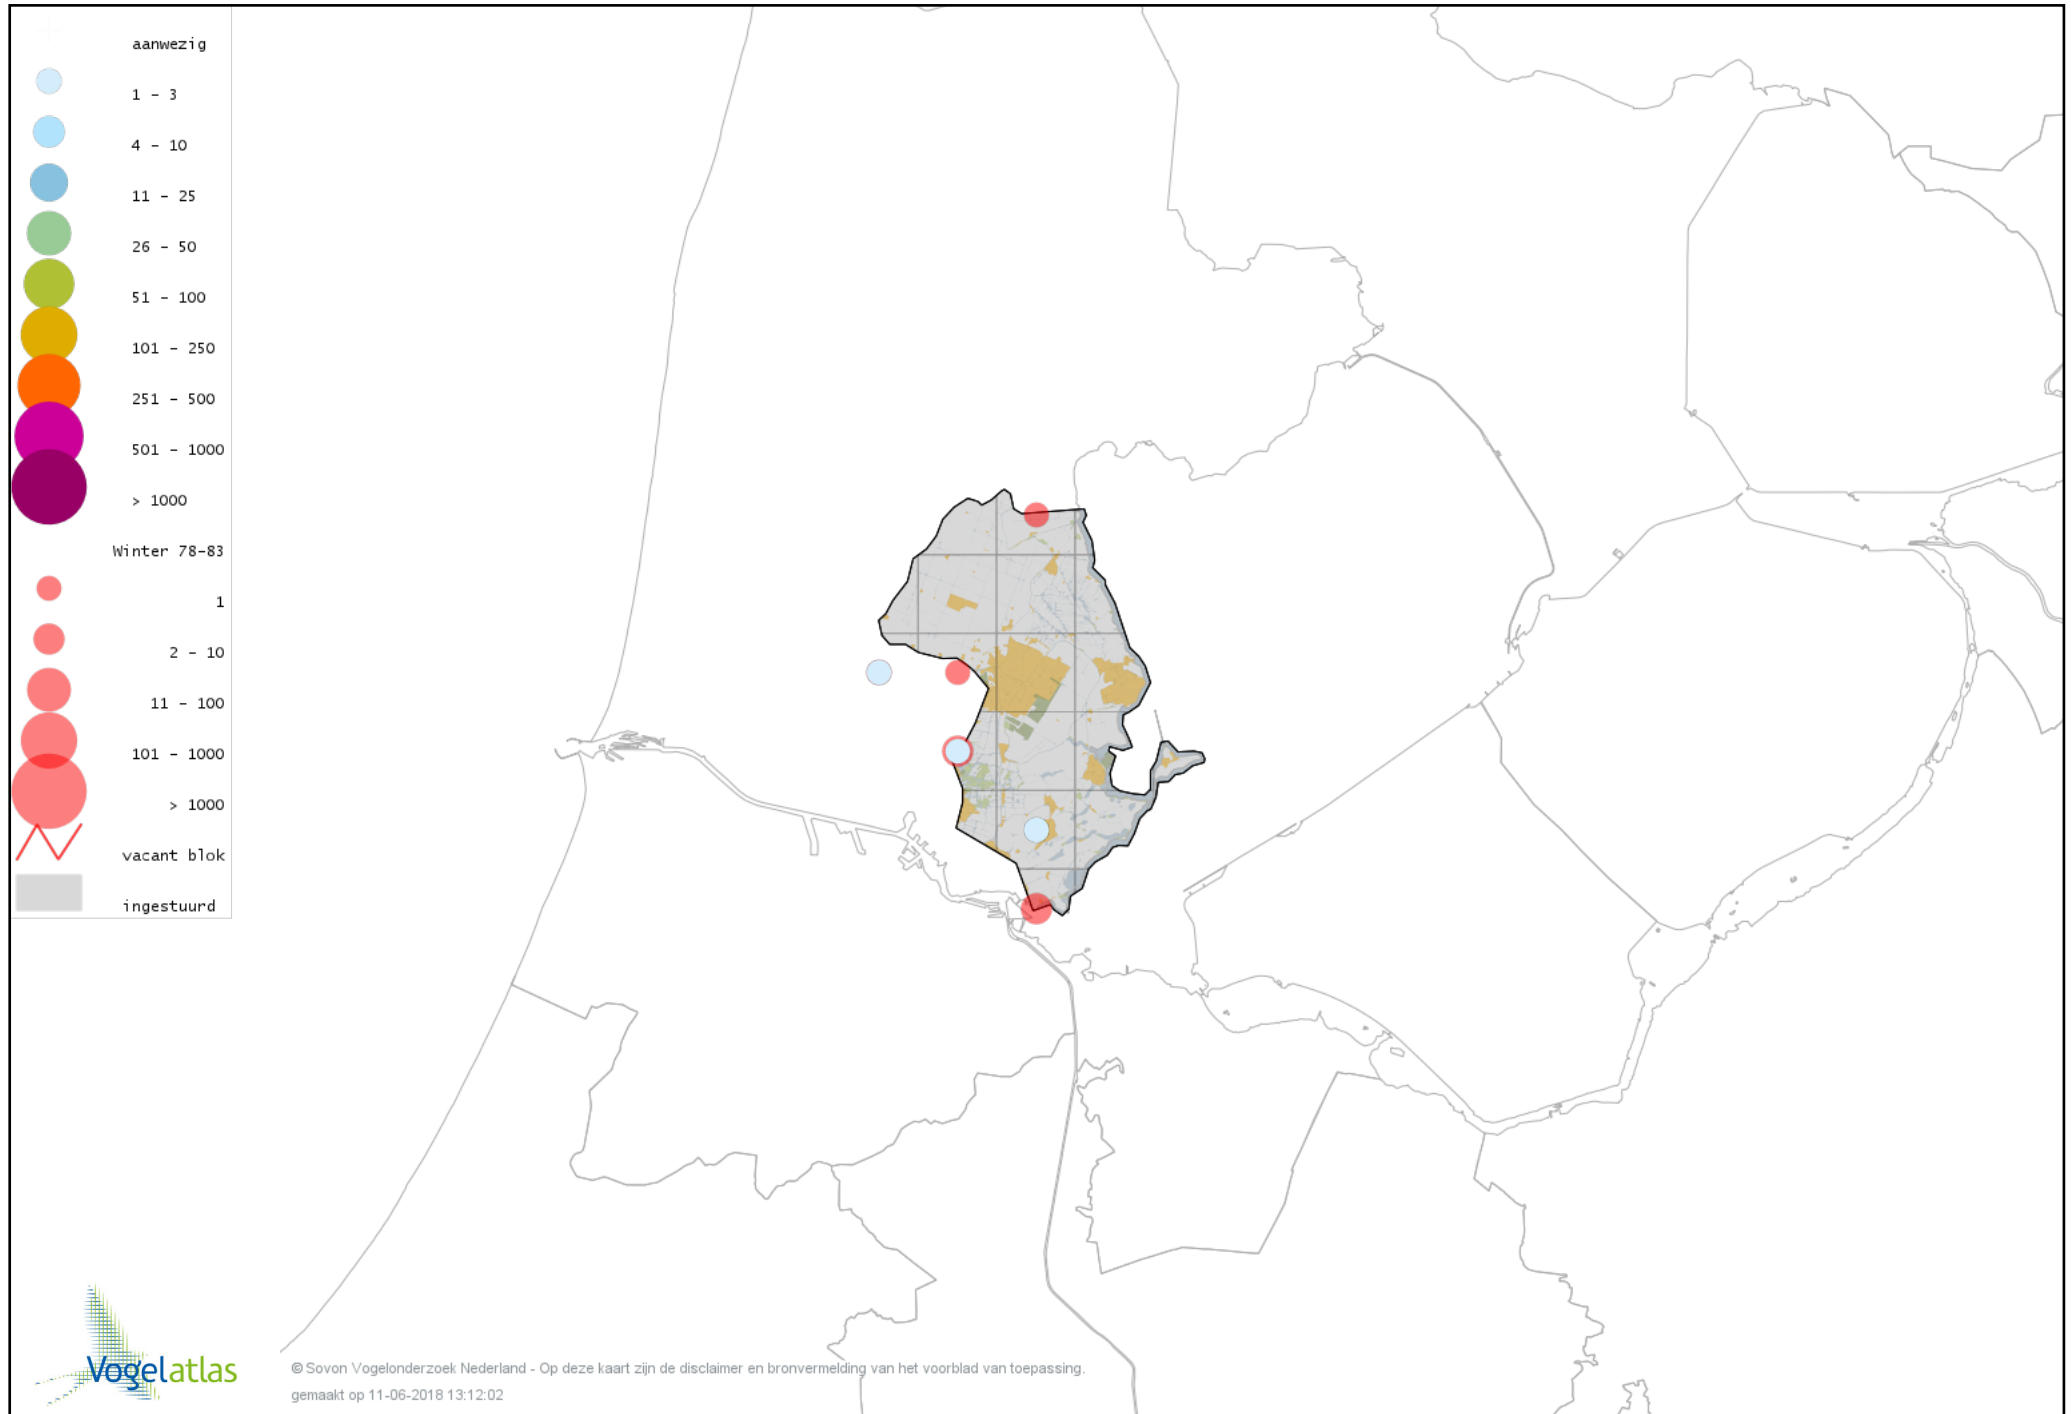 aanwezig
1 - 3
4 - 10
11 - 25
26 - 50
51 - 100
101 - 250
251 - 500
501 - 1000
> 1000
Winter 78-83
1
2 - 10
11 - 100
101 - 1000
> 1000
vacant blok
ingestuurd
Vogelatlas
© Sovon Vogelonderzoek Nederland - Op deze kaart zijn de disclaimer en bronvermelding van het voorblad van toepassing.
gemaakt op 11-06-2018 13:12:02